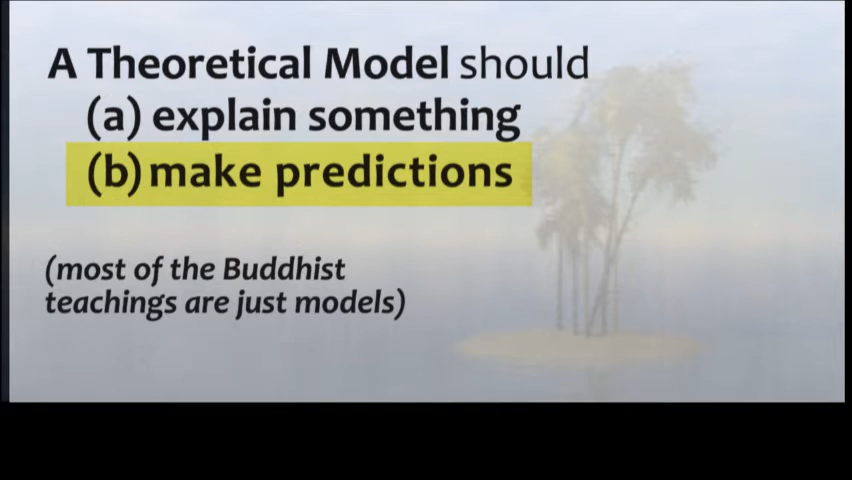 A Theoretical Model should
(a) explain something
(b) make predictions
(most of the Buddhist
teachings are just models)